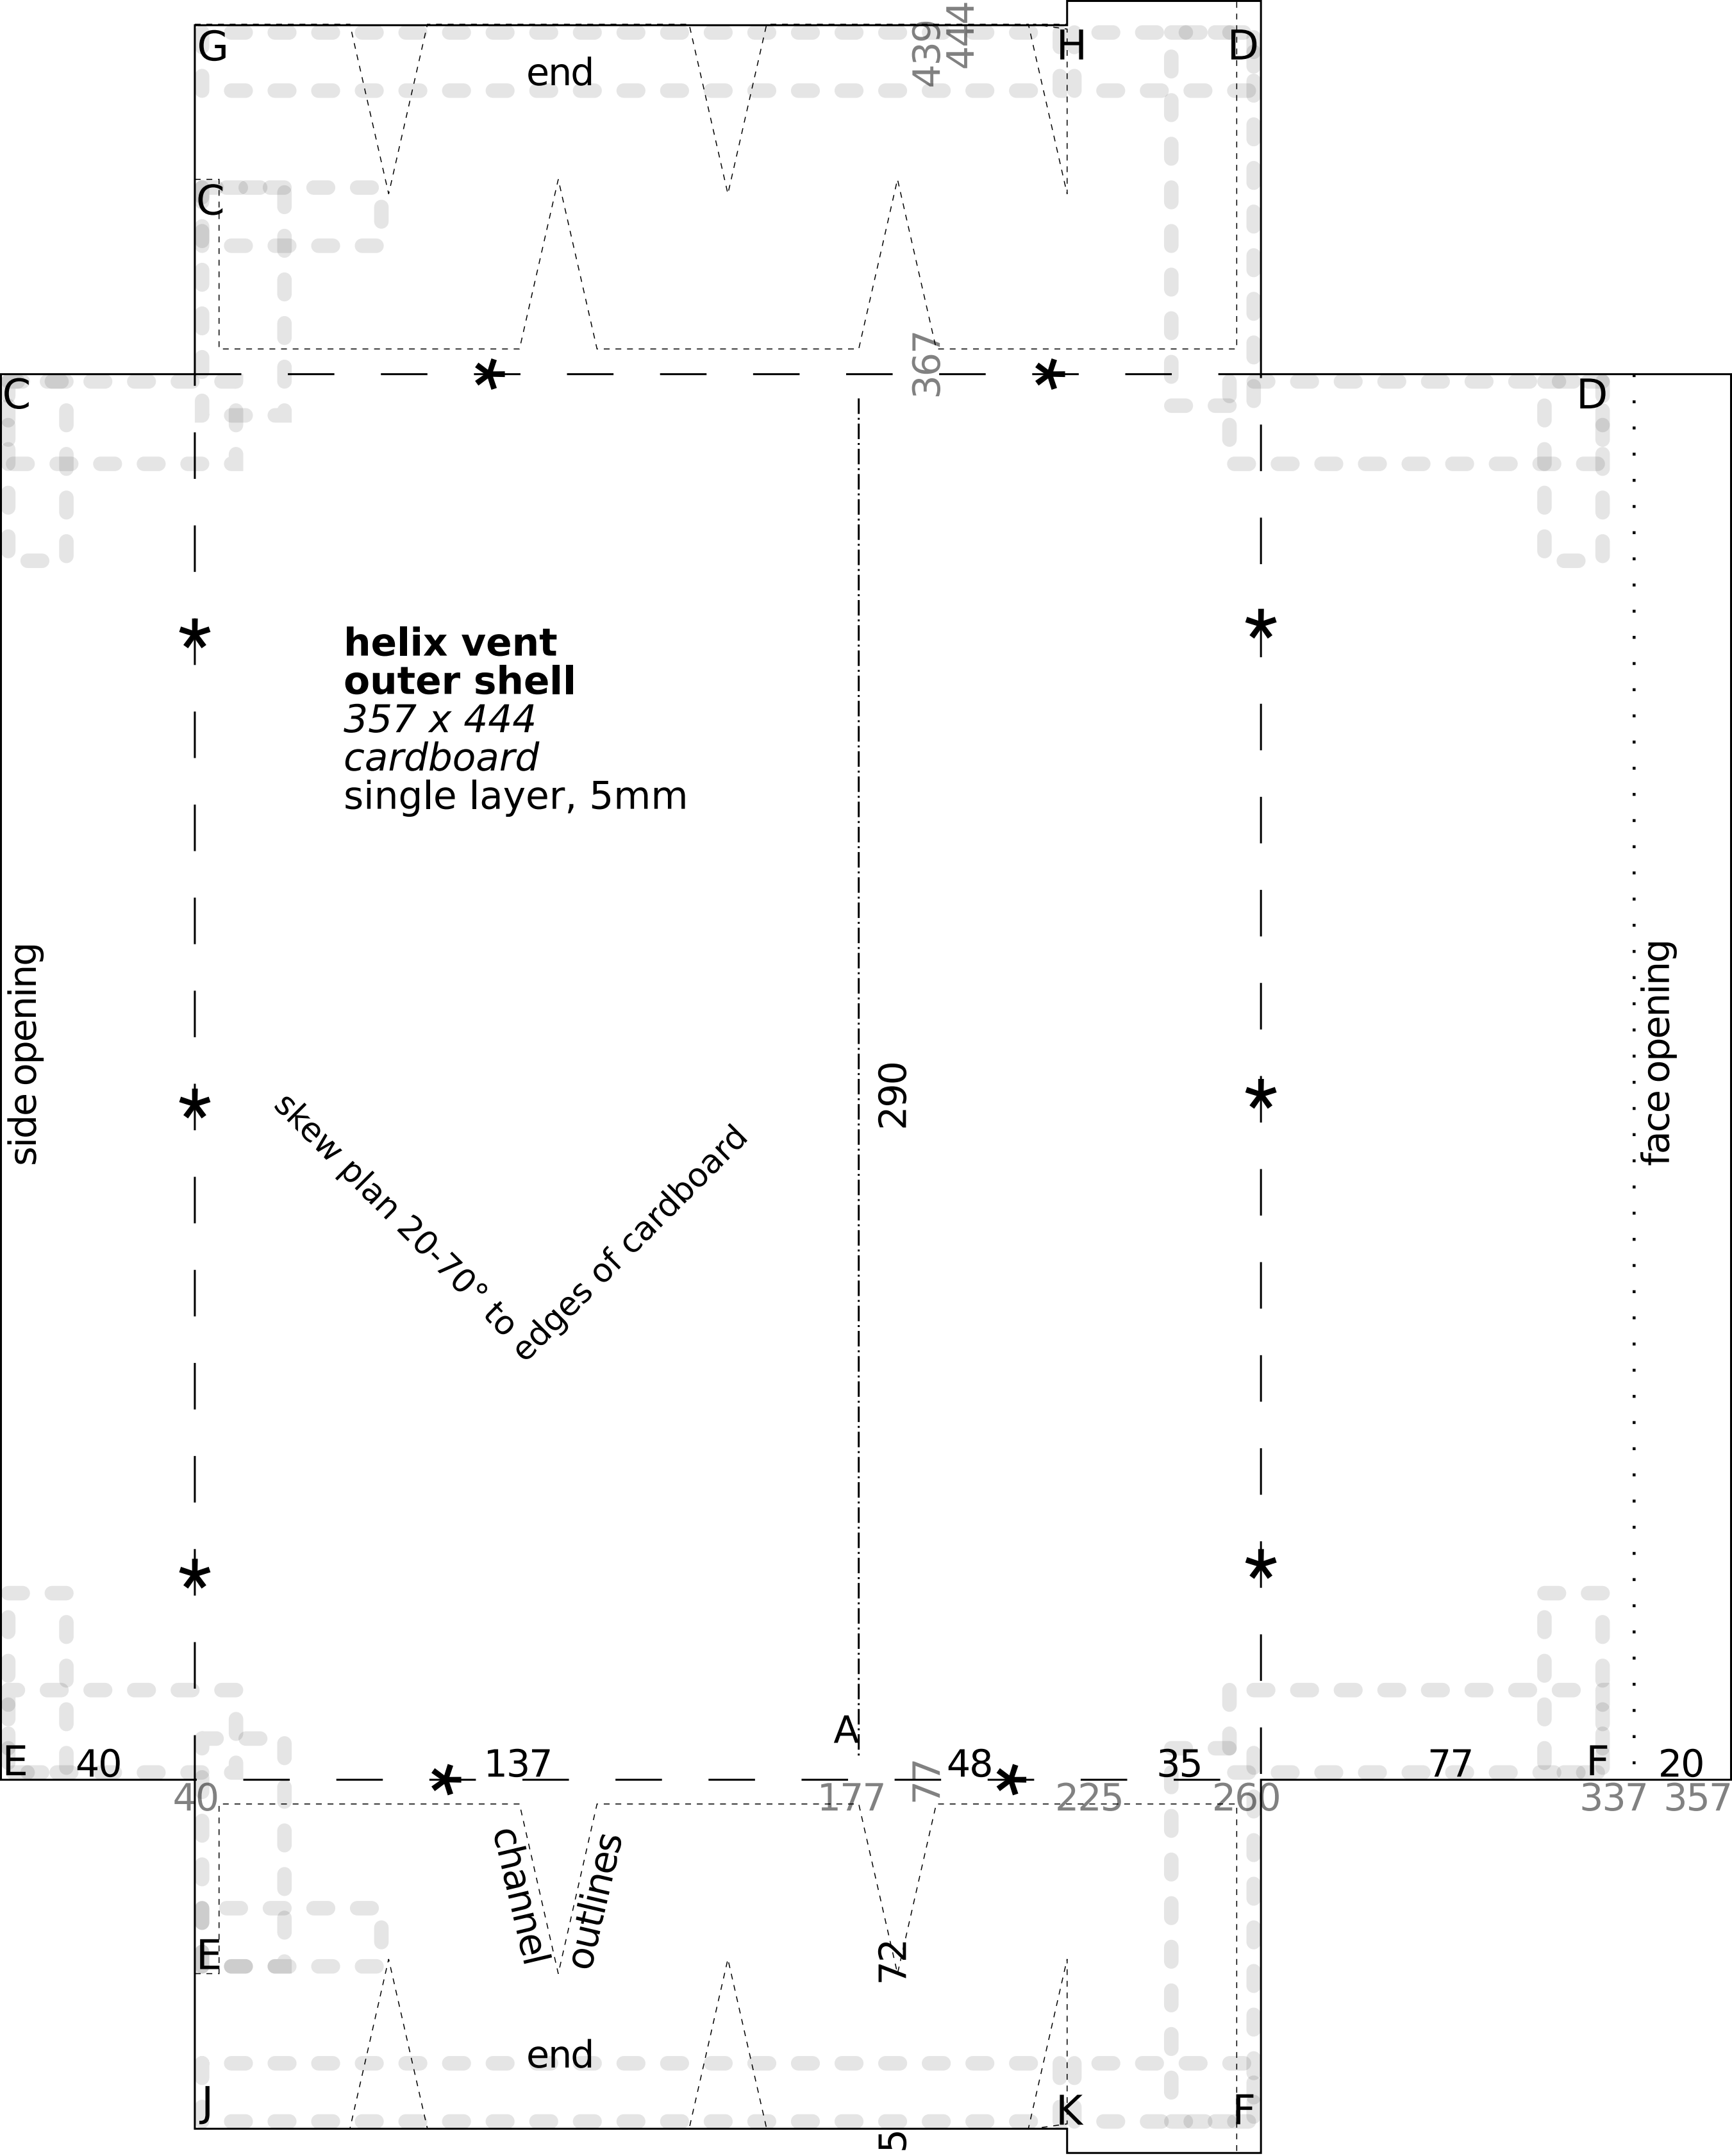 G
end
439
444
H
D
C
367
*
*
C
D
*
*
helix vent
outer shell
357 x 444
cardboard
single layer, 5mm
side opening
face opening
290
*
*
skew plan 20-70° to
edges of cardboard
*
*
A
E
40
137
48
35
77
F
20
*
*
40
177
77
225
260
337
357
channel
outlines
E
72
end
J
K
F
5